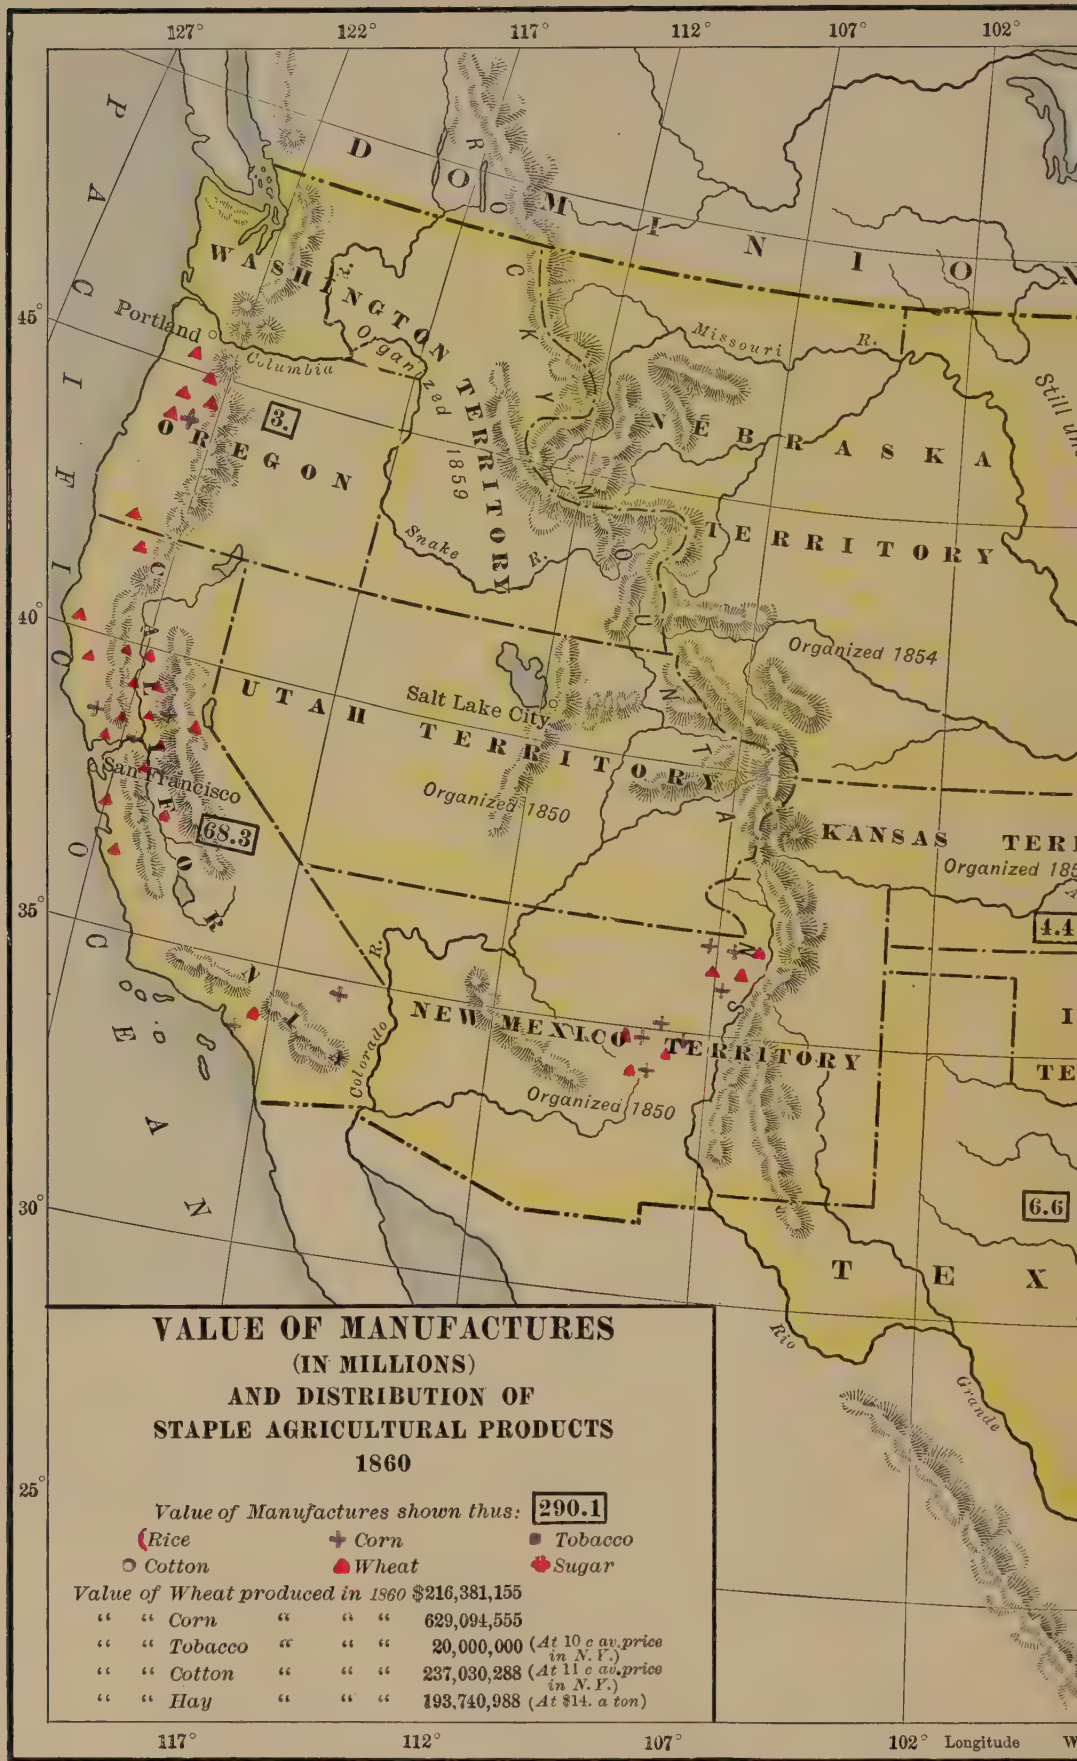 127° 122° 117° 112° 107° 102°
PACIFIC OCEAN
DOMINION
ROCKY MOUNTAINS
45°
40°
35°
30°
25°
WASHINGTON TERRITORY
Organized 1859
Portland
Columbia R.
Missouri R.
Still un
3.
OREGON
NEBRASKA
TERRITORY
Organized 1854
Snake R.
CALIFORNIA
San Francisco
68.3
UTAH TERRITORY
Salt Lake City
Organized 1850
KANSAS TERR
Organized 185
4.4
Colorado R.
NEW MEXICO TERRITORY
Organized 1850
I
TE
6.6
TEX
Rio Grande
VALUE OF MANUFACTURES
(IN MILLIONS)
AND DISTRIBUTION OF
STAPLE AGRICULTURAL PRODUCTS
1860
Value of Manufactures shown thus: 290.1
Rice Corn Tobacco
Cotton Wheat Sugar
Value of Wheat produced in 1860 $216,381,155
“ “ Corn “ “ “ 629,094,555
“ “ Tobacco “ “ “ 20,000,000 (At 10 c av. price in N.Y.)
“ “ Cotton “ “ “ 237,030,288 (At 11 c av. price in N.Y.)
“ “ Hay “ “ “ 193,740,988 (At $14. a ton)
117° 112° 107° 102° Longitude W